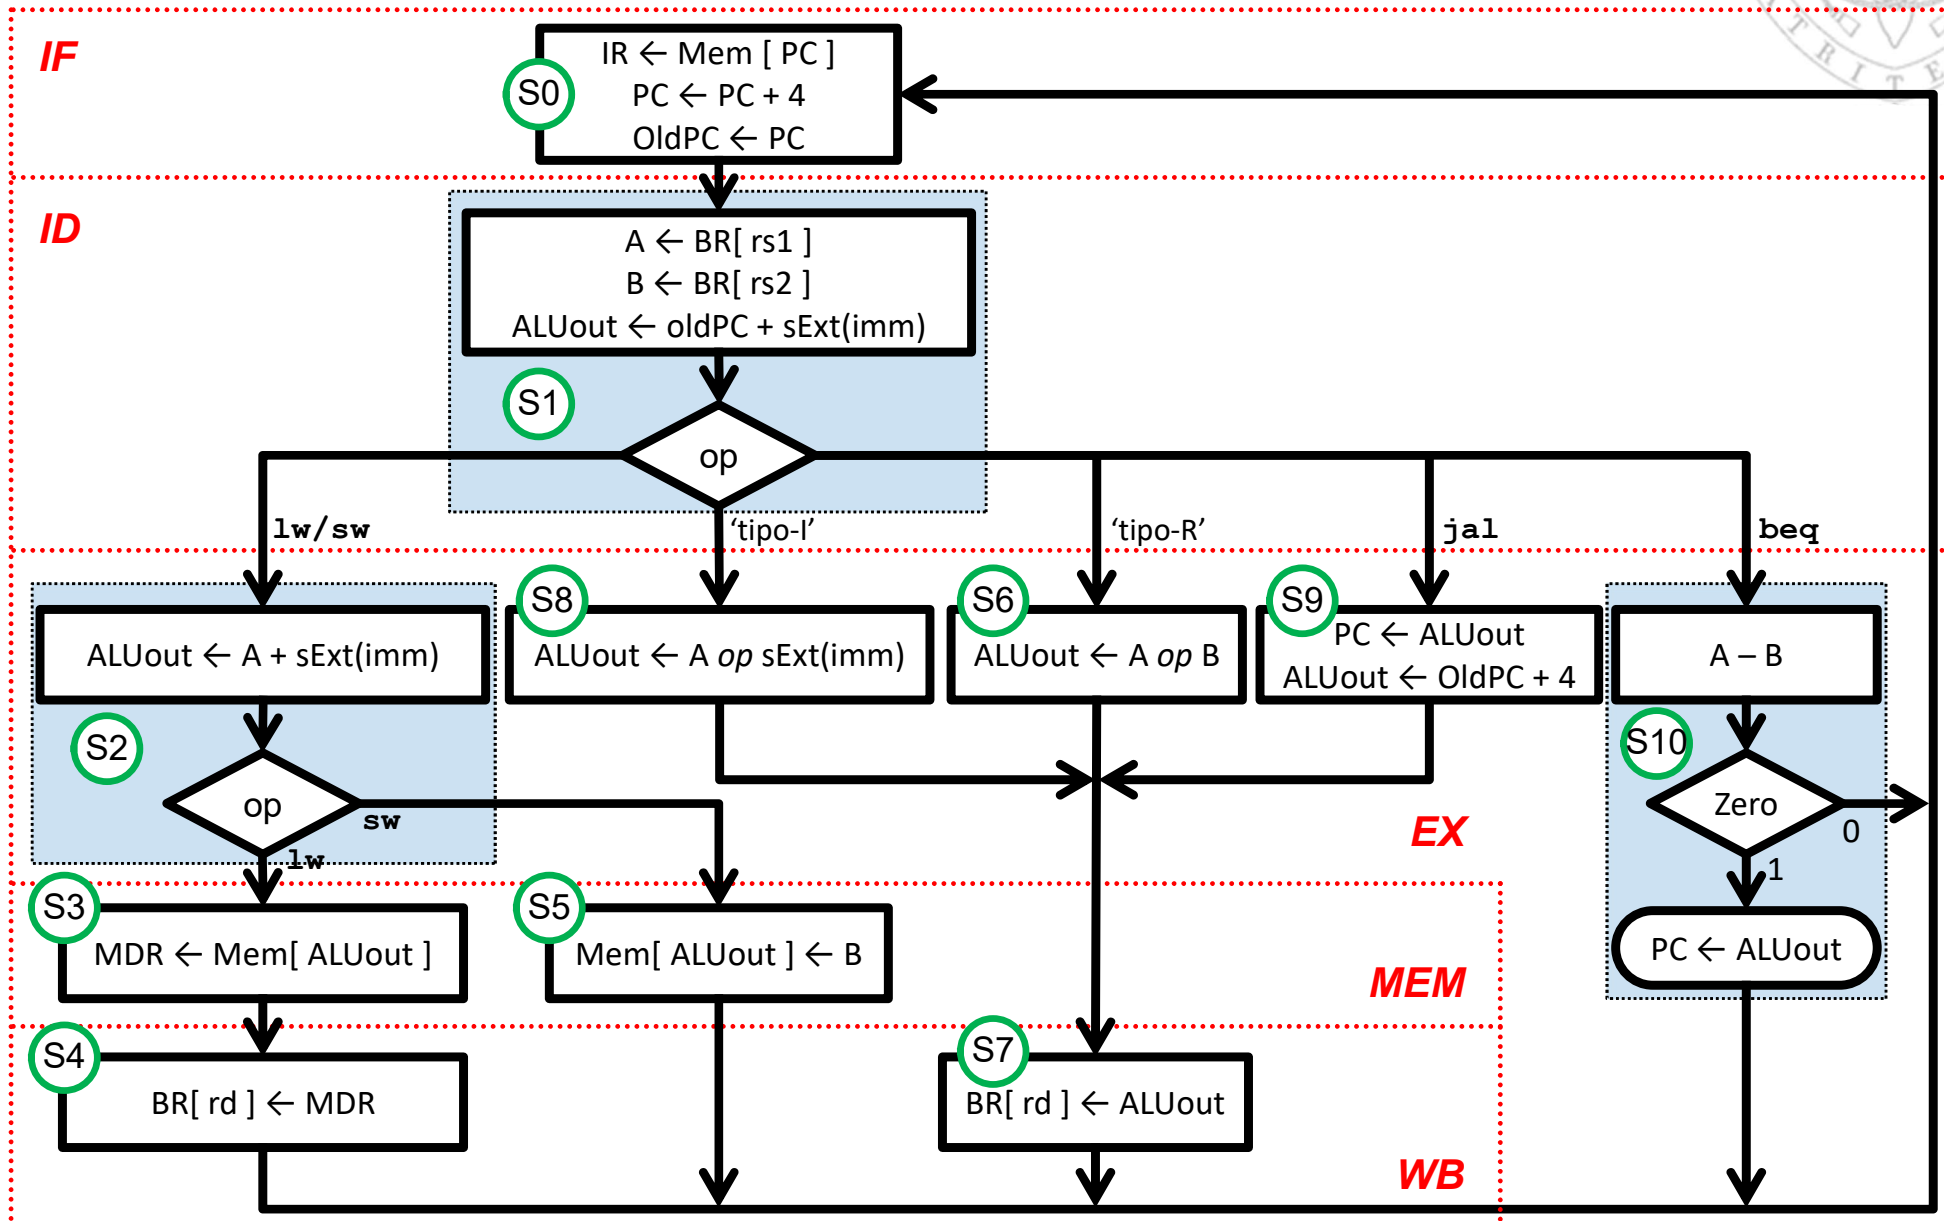 IF
S0
IR ← Mem [ PC ]
PC ← PC + 4
OldPC ← PC
ID
A ← BR[ rs1 ]
B ← BR[ rs2 ]
ALUout ← oldPC + sExt(imm)
S1
op
lw/sw
‘tipo-I’
‘tipo-R’
jal
beq
S8
S6
S9
ALUout ← A + sExt(imm)
ALUout ← A op sExt(imm)
ALUout ← A op B
PC ← ALUout
ALUout ← OldPC + 4
A – B
S2
S10
op
sw
lw
Zero
0
1
EX
S3
S5
MDR ← Mem[ ALUout ]
Mem[ ALUout ] ← B
PC ← ALUout
MEM
S4
S7
BR[ rd ] ← MDR
BR[ rd ] ← ALUout
WB
T R I T E